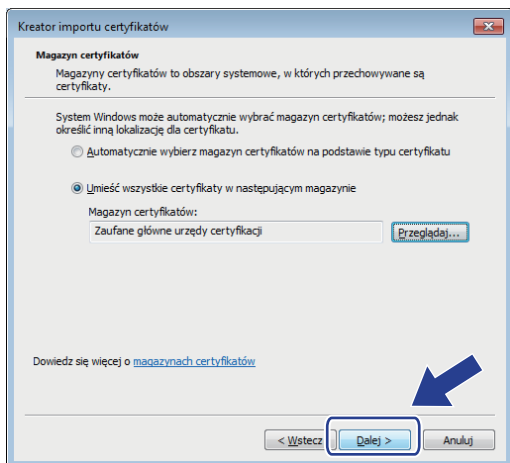 Kreator importu certyfikatów
Magazyn certyfikatów
Magazyny certyfikatów to obszary systemowe, w których przechowywane są
certyfikaty.
System Windows może automatycznie wybrać magazyn certyfikatów; możesz jednak
określić inną lokalizację dla certyfikatu.
Automatycznie wybierz magazyn certyfikatów na podstawie typu certyfikatu
Umieść wszystkie certyfikaty w następującym magazynie
Magazyn certyfikatów:
Zaufane główne urzędy certyfikacji Przeglądaj...
Dowiedz się więcej o magazynach certyfikatów
< Wstecz Dalej > Anuluj